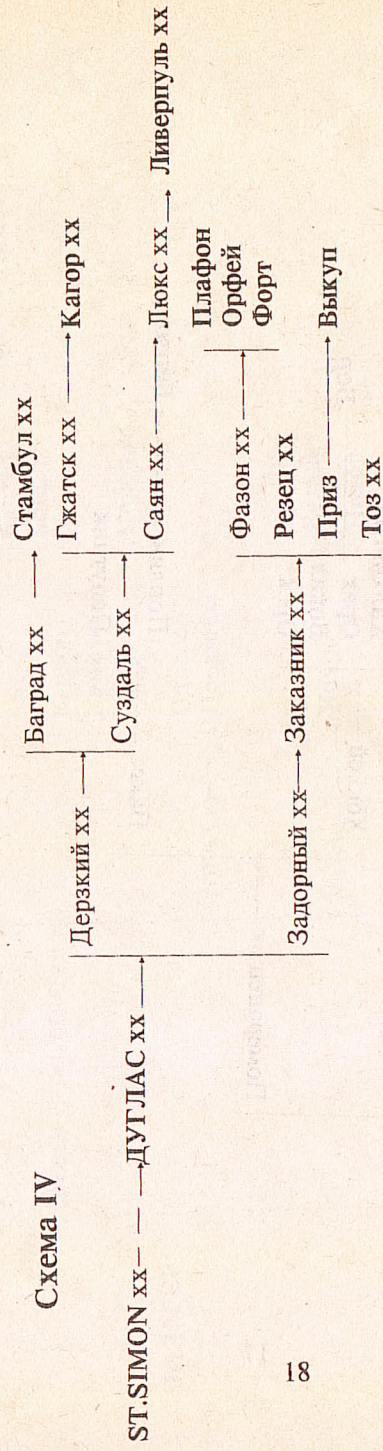 Схема IV
ST.SIMON xx
ДУГЛАС xx
Дерзкий xx
Баград xx
Стамбул xx
Суздаль xx
Гжатск xx
Кагор xx
Саян xx
Люкс xx
Ливерпуль xx
Задорный xx
Заказник xx
Фазон xx
Плафон
Орфей
Форт
Резец xx
Приз
Выкуп
Тоз xx
18